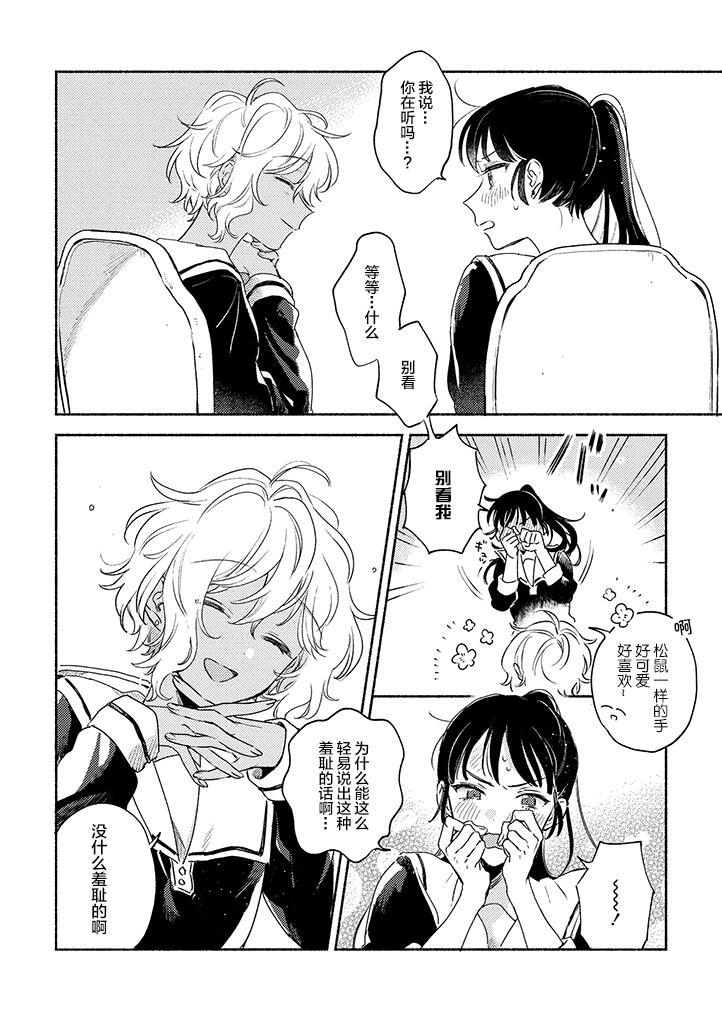 我说…
你在听吗…？
等等…什么
别看
别看我
啊
松鼠一样的手
好可爱
好喜欢~
为什么能这么
轻易说出这种
羞耻的话啊…
没什么羞耻的啊